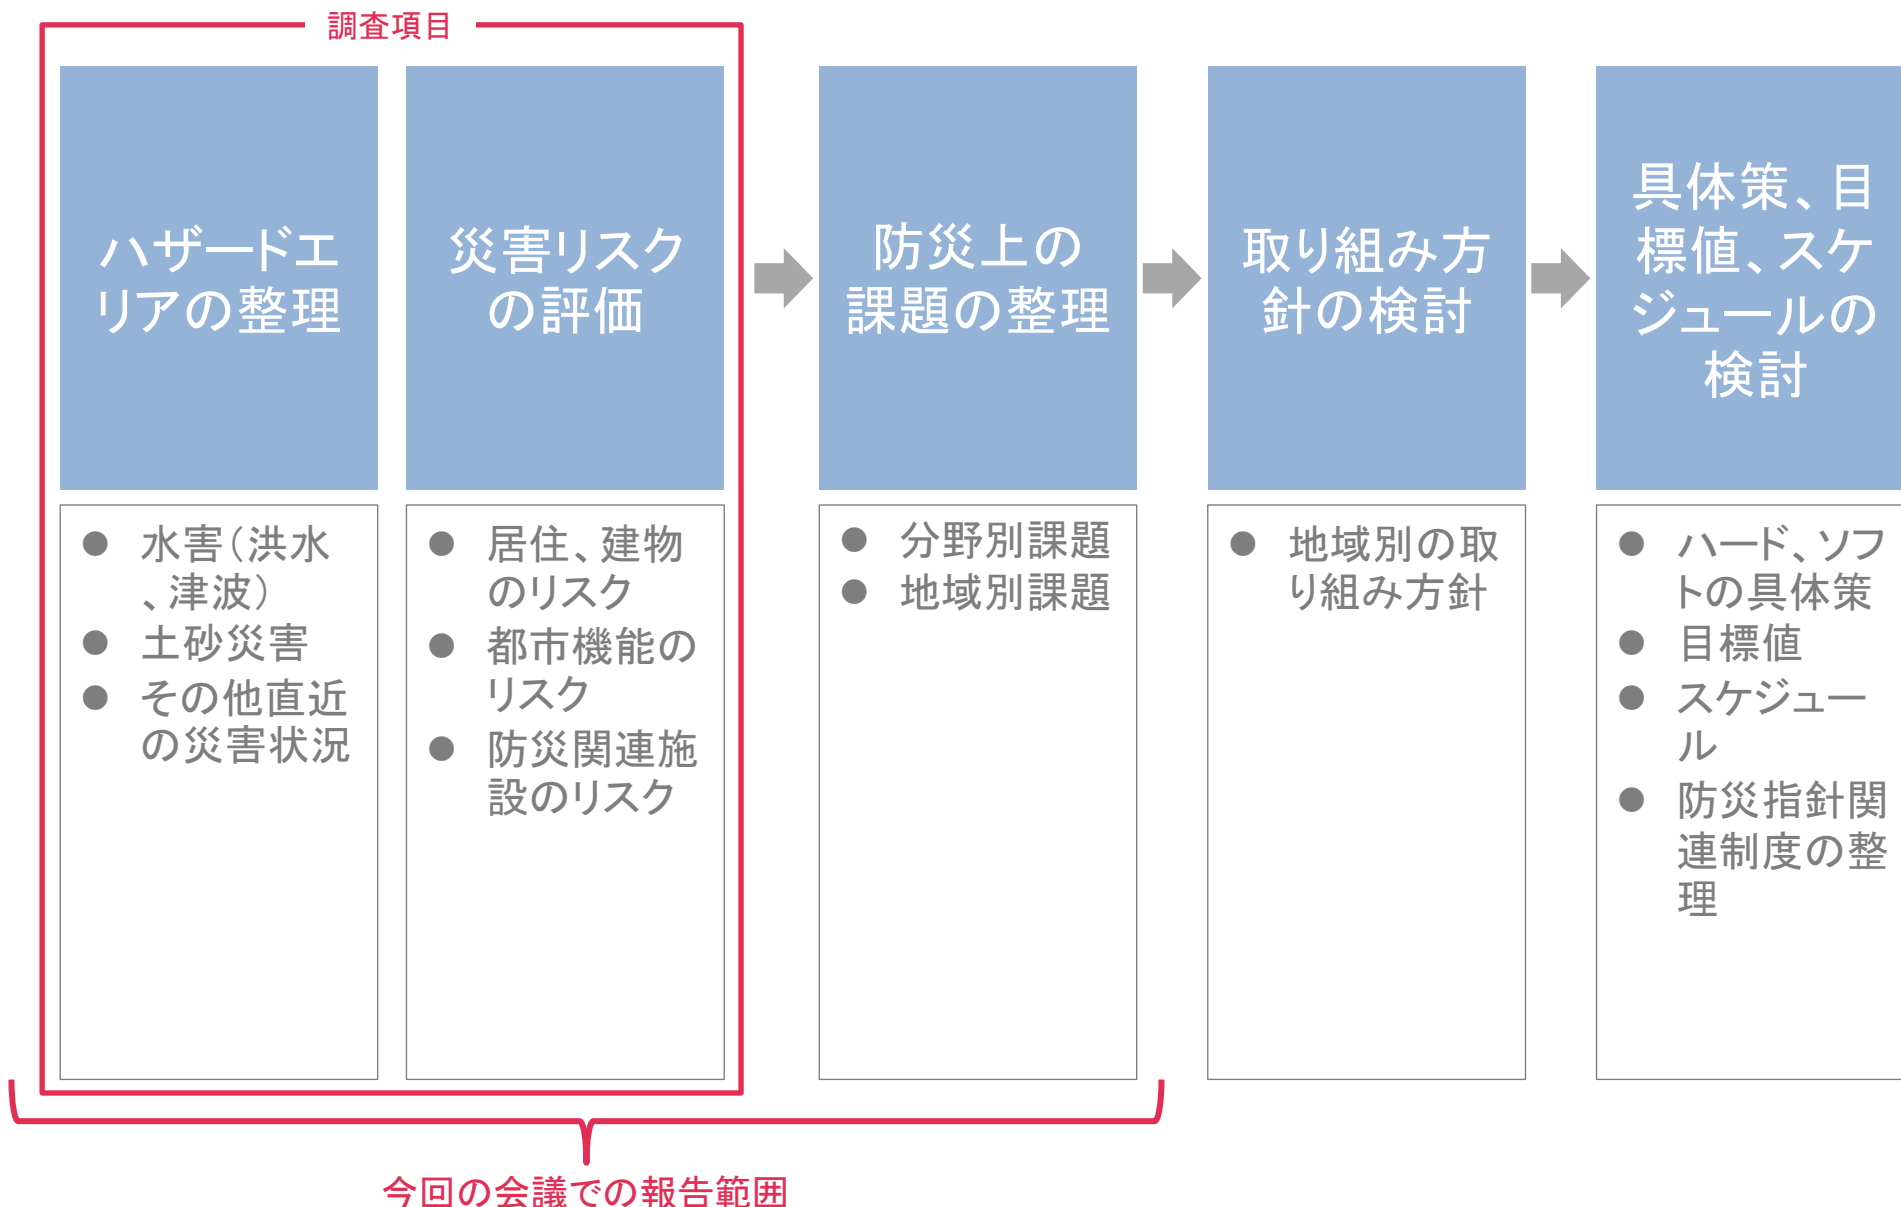 調査項目
ハザードエ
リアの整理
災害リスク
の評価
防災上の
課題の整理
取り組み方
針の検討
具体策、目
標値、スケ
ジュールの
検討
● 水害（洪水
、津波）
● 土砂災害
● その他直近
の災害状況
● 居住、建物
のリスク
● 都市機能の
リスク
● 防災関連施
設のリスク
● 分野別課題
● 地域別課題
● 地域別の取
り組み方針
● ハード、ソフ
トの具体策
● 目標値
● スケジュー
ル
● 防災指針関
連制度の整
理
今回の会議での報告範囲